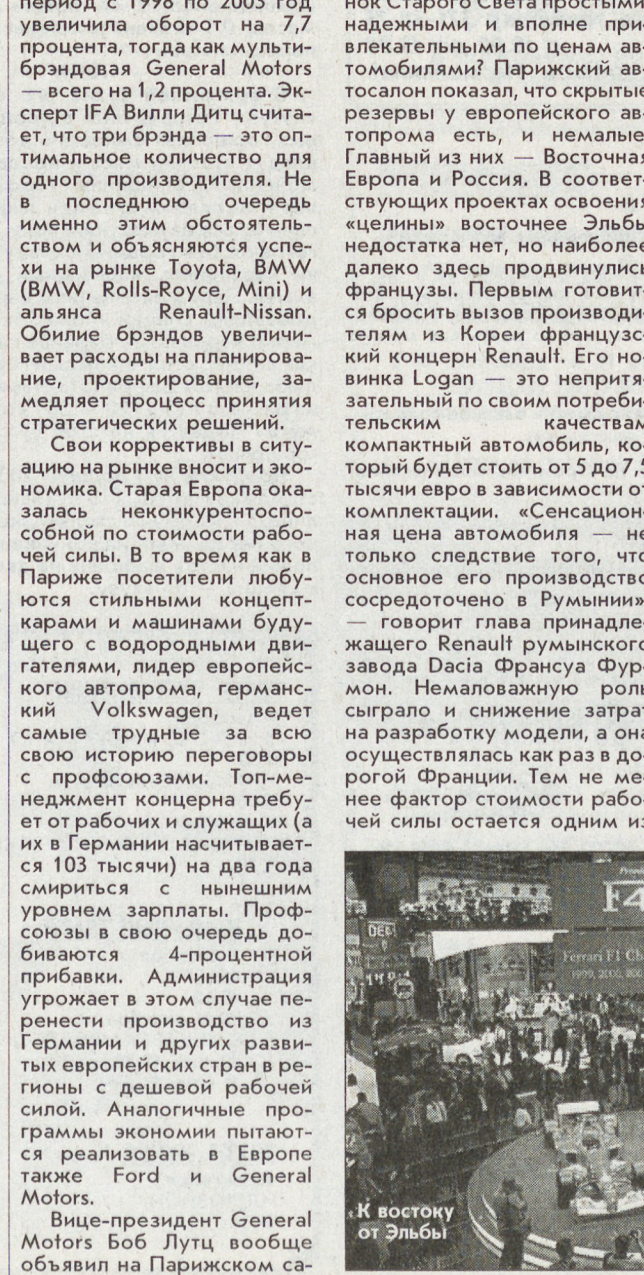 период с 1998 по 2003 год
увеличила оборот на 7,7
процента, тогда как мульти-
брэндовая General Motors
— всего на 1,2 процента. Эк-
сперт IFA Вилли Дитц счита-
ет, что три брэнда — это оп-
тимальное количество для
одного производителя. Не
в последнюю очередь
именно этим обстоятель-
ством и объясняются успе-
хи на рынке Toyota, BMW
(BMW, Rolls-Royce, Mini) и
альянса Renault-Nissan.
Обилие брэндов увеличи-
вает расходы на планирова-
ние, проектирование, за-
медляет процесс принятия
стратегических решений.
Свои коррективы в ситу-
ацию на рынке вносит и эко-
номика. Старая Европа ока-
залась неконкурентоспо-
собной по стоимости рабо-
чей силы. В то время как в
Париже посетители любу-
ются стильными концепт-
карами и машинами буду-
щего с водородными дви-
гателями, лидер европейс-
кого автопрома, германс-
кий Volkswagen, ведет
самые трудные за всю
свою историю переговоры
с профсоюзами. Топ-ме-
неджмент концерна требу-
ет от рабочих и служащих (а
их в Германии насчитывает-
ся 103 тысячи) на два года
смириться с нынешним
уровнем зарплаты. Проф-
союзы в свою очередь до-
биваются 4-процентной
прибавки. Администрация
угрожает в этом случае пе-
ренести производство из
Германии и других разви-
тых европейских стран в ре-
гионы с дешевой рабочей
силой. Аналогичные про-
граммы экономии пытают-
ся реализовать в Европе
также Ford и General
Motors.
Вице-президент General
Motors Боб Лутц вообще
объявил на Парижском са-
нок Старого Света простыми
надежными и вполне при-
влекательными по ценам ав-
томобилями? Парижский ав-
тосалон показал, что скрытые
резервы у европейского ав-
топрома есть, и немалые
Главный из них — Восточная
Европа и Россия. В соответ-
ствующих проектах освоения
«целины» восточнее Эльбы
недостатка нет, но наиболее
далеко здесь продвинулись
французы. Первым готовит-
ся бросить вызов производи-
телям из Кореи французс-
кий концерн Renault. Его но-
винка Logan — это непритя-
зательный по своим потреби-
тельским качествам
компактный автомобиль, ко-
торый будет стоить от 5 до 7,5
тысячи евро в зависимости от
комплектации. «Сенсацион-
ная цена автомобиля — не
только следствие того, что
основное его производство
сосредоточено в Румынии»
— говорит глава принадле-
жащего Renault румынского
завода Dacia Франсуа Фур-
мон. Немаловажную роль
сыграло и снижение затрат
на разработку модели, а она
осуществлялась как раз в до-
рогой Франции. Тем не ме-
нее фактор стоимости рабо-
чей силы остается одним из
F4
Ferrari F1 Ch
К востоку
от Эльбы